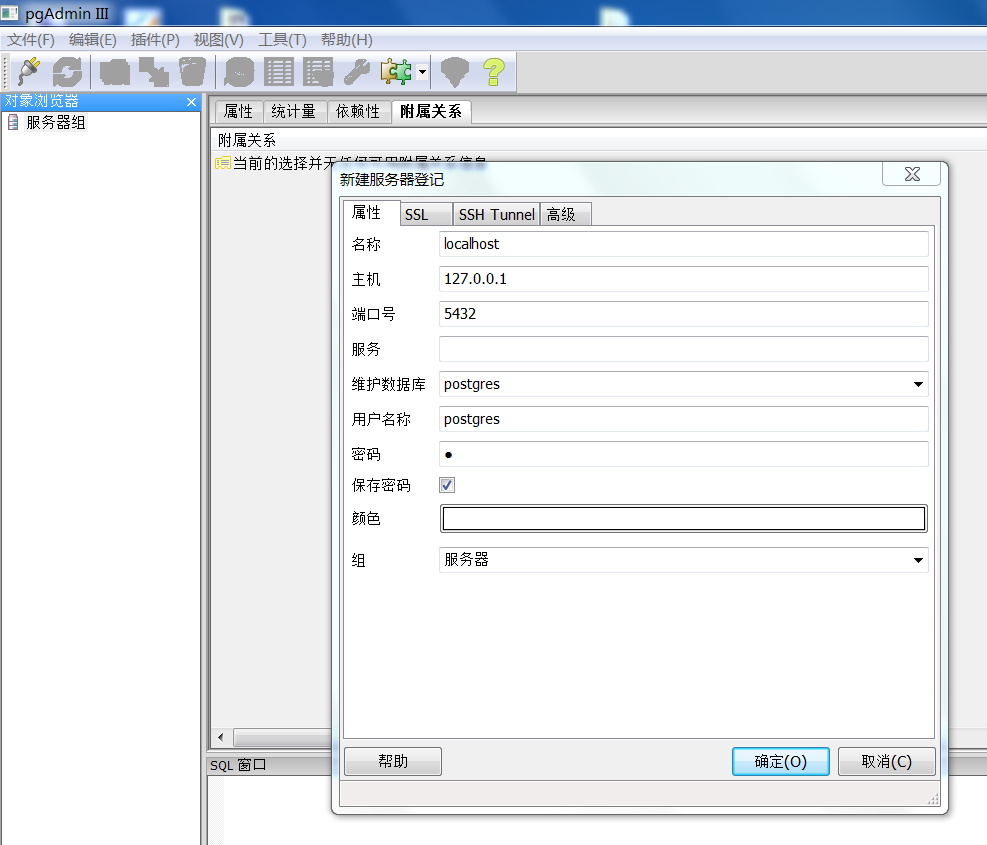 pgAdmin III
文件(F) 编辑(E) 插件(P) 视图(V) 工具(T) 帮助(H)
对象浏览器
服务器组
属性 统计量 依赖性 附属关系
附属关系
当前的选择并无任何可用附属关系信息
新建服务器登记
属性 SSL SSH Tunnel 高级
名称 localhost
主机 127.0.0.1
端口号 5432
服务
维护数据库 postgres
用户名称 postgres
密码
保存密码
颜色
组 服务器
帮助 确定(O) 取消(C)
SQL 窗口